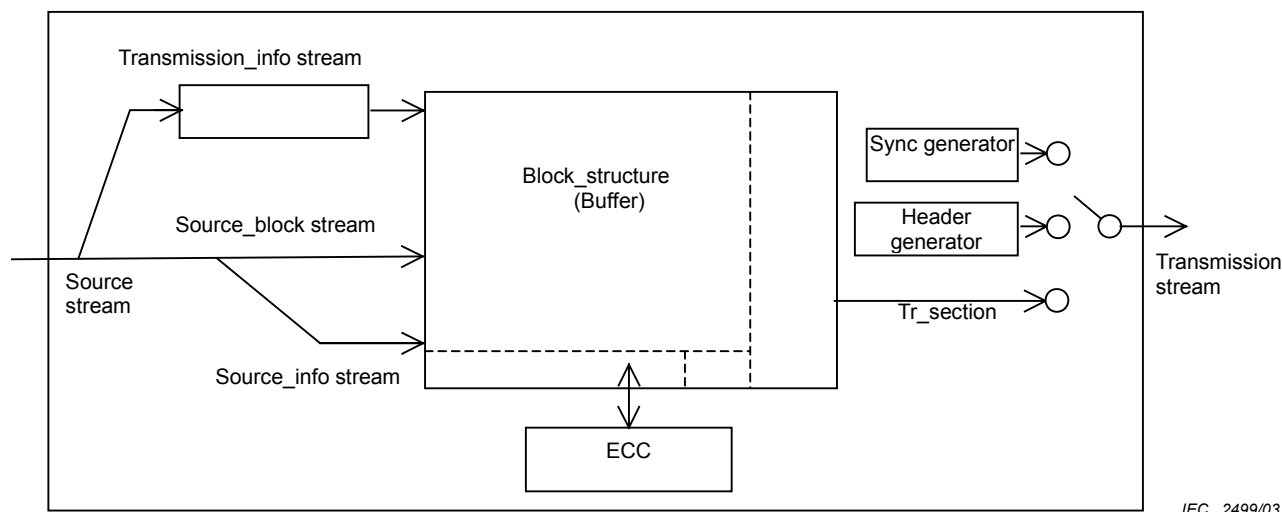 Transmission_info stream
Sync generator
Block_structure
(Buffer)
Source_block stream
Header
generator
Source
stream
Transmission
stream
Tr_section
Source_info stream
ECC
IEC 2499/03